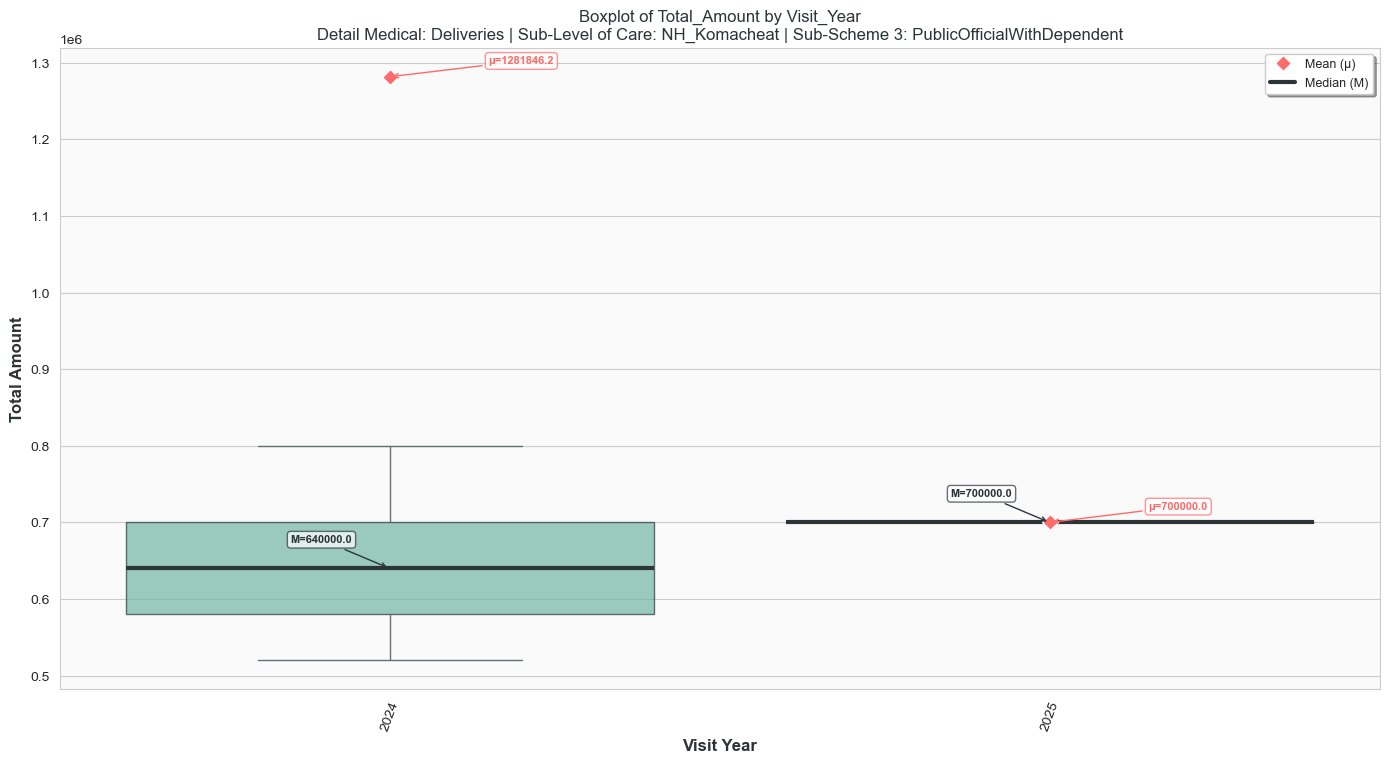 Boxplot of Total_Amount by Visit_Year
Detail Medical: Deliveries | Sub-Level of Care: NH_Komacheat | Sub-Scheme 3: PublicOfficialWithDependent
1e6
1.3
1.2
1.1
1.0
0.9
0.8
0.7
0.6
0.5
Total Amount
μ=1281846.2
M=640000.0
M=700000.0
μ=700000.0
Mean (μ)
Median (M)
2024
2025
Visit Year